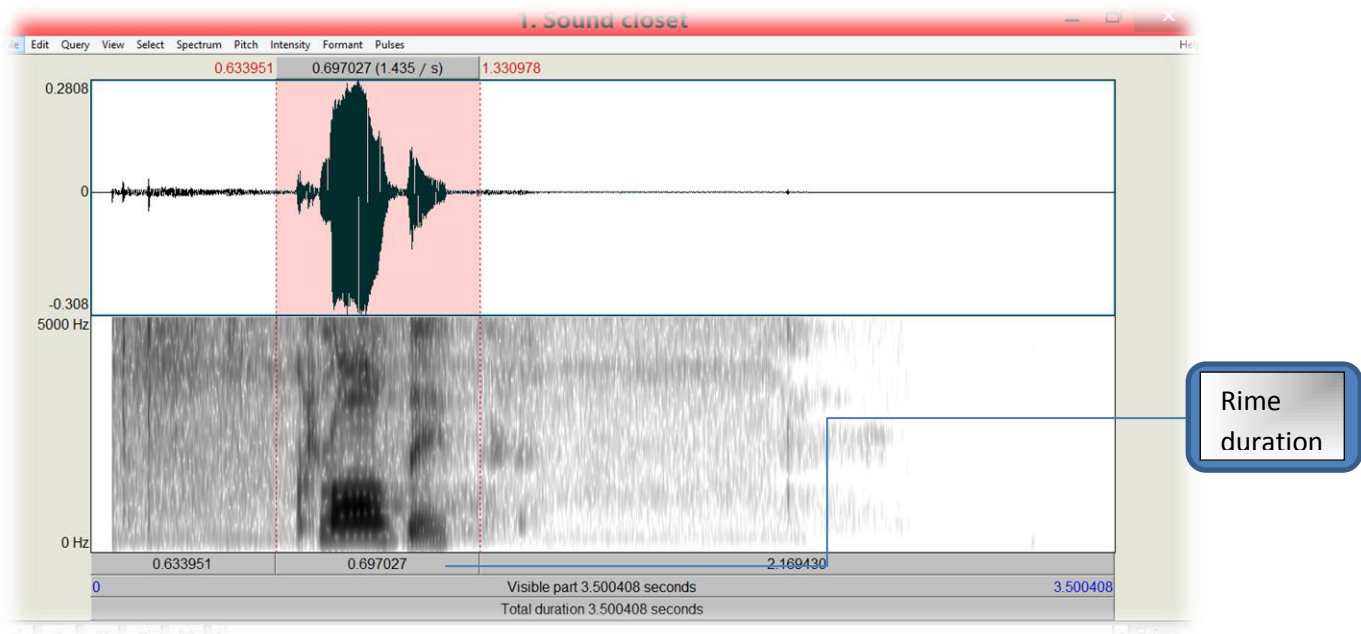 1. Sound closet
Edit Query View Select Spectrum Pitch Intensity Formant Pulses
0.633951 0.697027 (1.435 / s) 1.330978
0.2808
0
-0.308
5000 Hz
Rime
duration
0 Hz
0.633951 0.697027 2.169430
0 Visible part 3.500408 seconds 3.500408
Total duration 3.500408 seconds